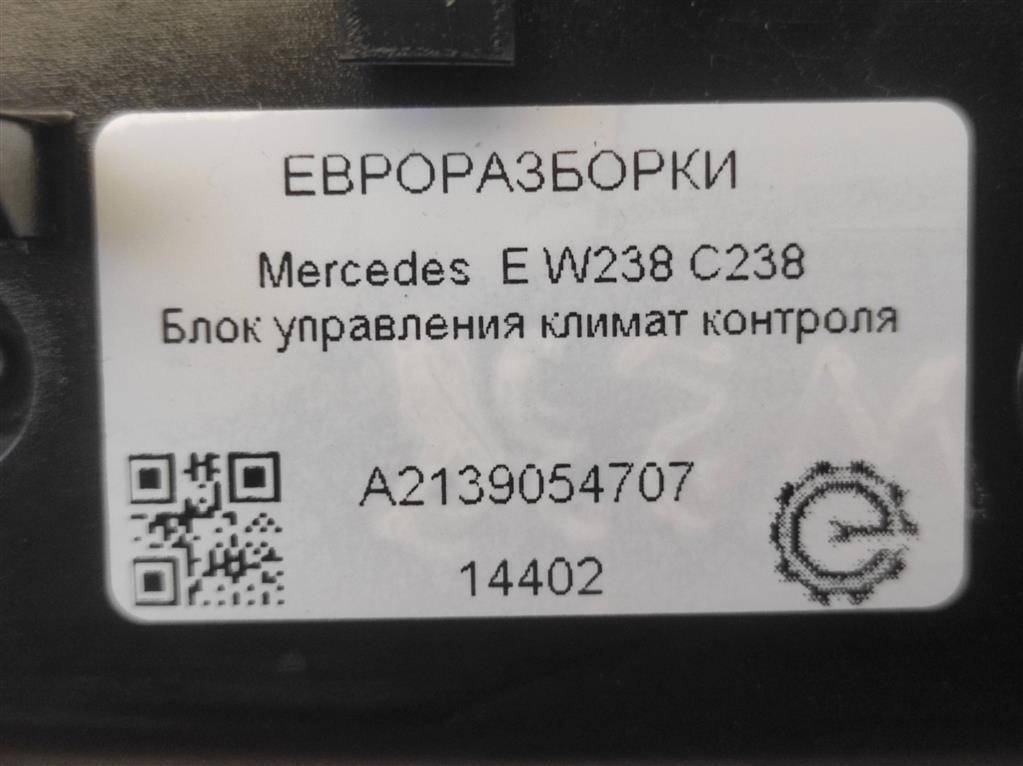 ЕВРОРАЗБОРКИ
Mercedes E W238 C238
Блок управления климат контроля
A2139054707
14402